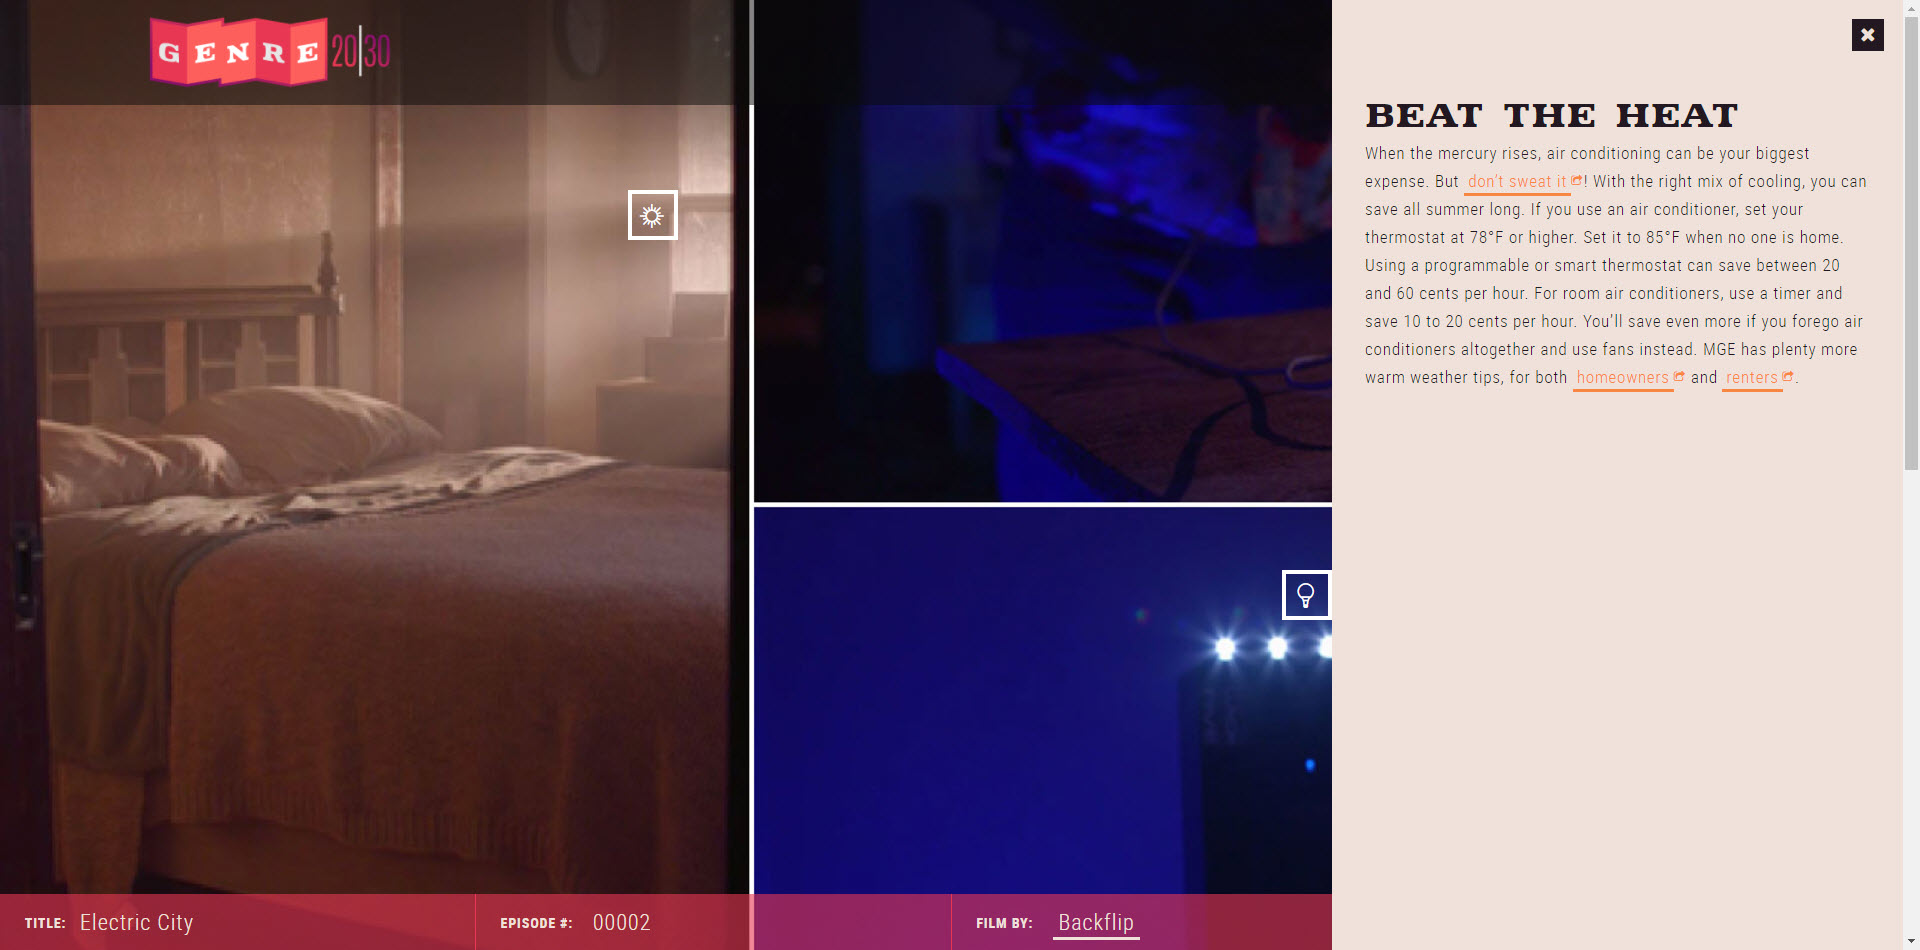 GENRE 20|30
BEAT THE HEAT
When the mercury rises, air conditioning can be your biggest
expense. But don't sweat it! With the right mix of cooling, you can
save all summer long. If you use an air conditioner, set your
thermostat at 78°F or higher. Set it to 85°F when no one is home.
Using a programmable or smart thermostat can save between 20
and 60 cents per hour. For room air conditioners, use a timer and
save 10 to 20 cents per hour. You'll save even more if you forego air
conditioners altogether and use fans instead. MGE has plenty more
warm weather tips, for both homeowners and renters.
TITLE: Electric City EPISODE #: 00002 FILM BY: Backflip